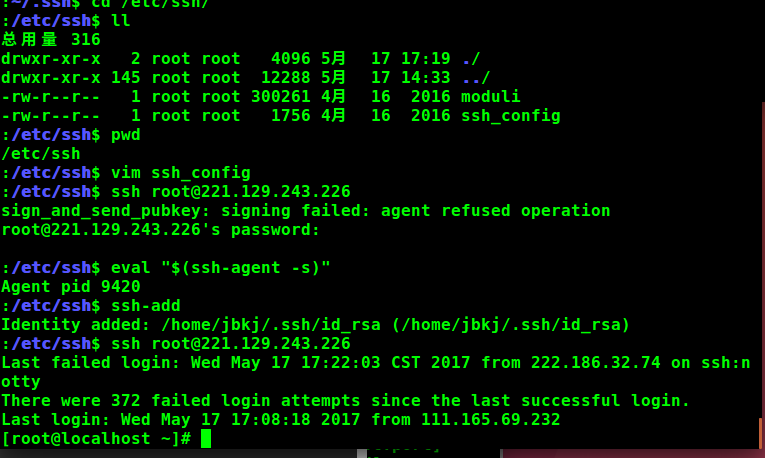 :~/.ssh$ cd /etc/ssh/
:/etc/ssh$ ll
总用量 316
drwxr-xr-x   2 root root   4096 5月   17 17:19 ./
drwxr-xr-x 145 root root  12288 5月   17 14:33 ../
-rw-r--r--   1 root root 300261 4月   16  2016 moduli
-rw-r--r--   1 root root   1756 4月   16  2016 ssh_config
:/etc/ssh$ pwd
/etc/ssh
:/etc/ssh$ vim ssh_config
:/etc/ssh$ ssh root@221.129.243.226
sign_and_send_pubkey: signing failed: agent refused operation
root@221.129.243.226's password:
:/etc/ssh$ eval "$(ssh-agent -s)"
Agent pid 9420
:/etc/ssh$ ssh-add
Identity added: /home/jbkj/.ssh/id_rsa (/home/jbkj/.ssh/id_rsa)
:/etc/ssh$ ssh root@221.129.243.226
Last failed login: Wed May 17 17:22:03 CST 2017 from 222.186.32.74 on ssh:n
otty
There were 372 failed login attempts since the last successful login.
Last login: Wed May 17 17:08:18 2017 from 111.165.69.232
[root@localhost ~]#